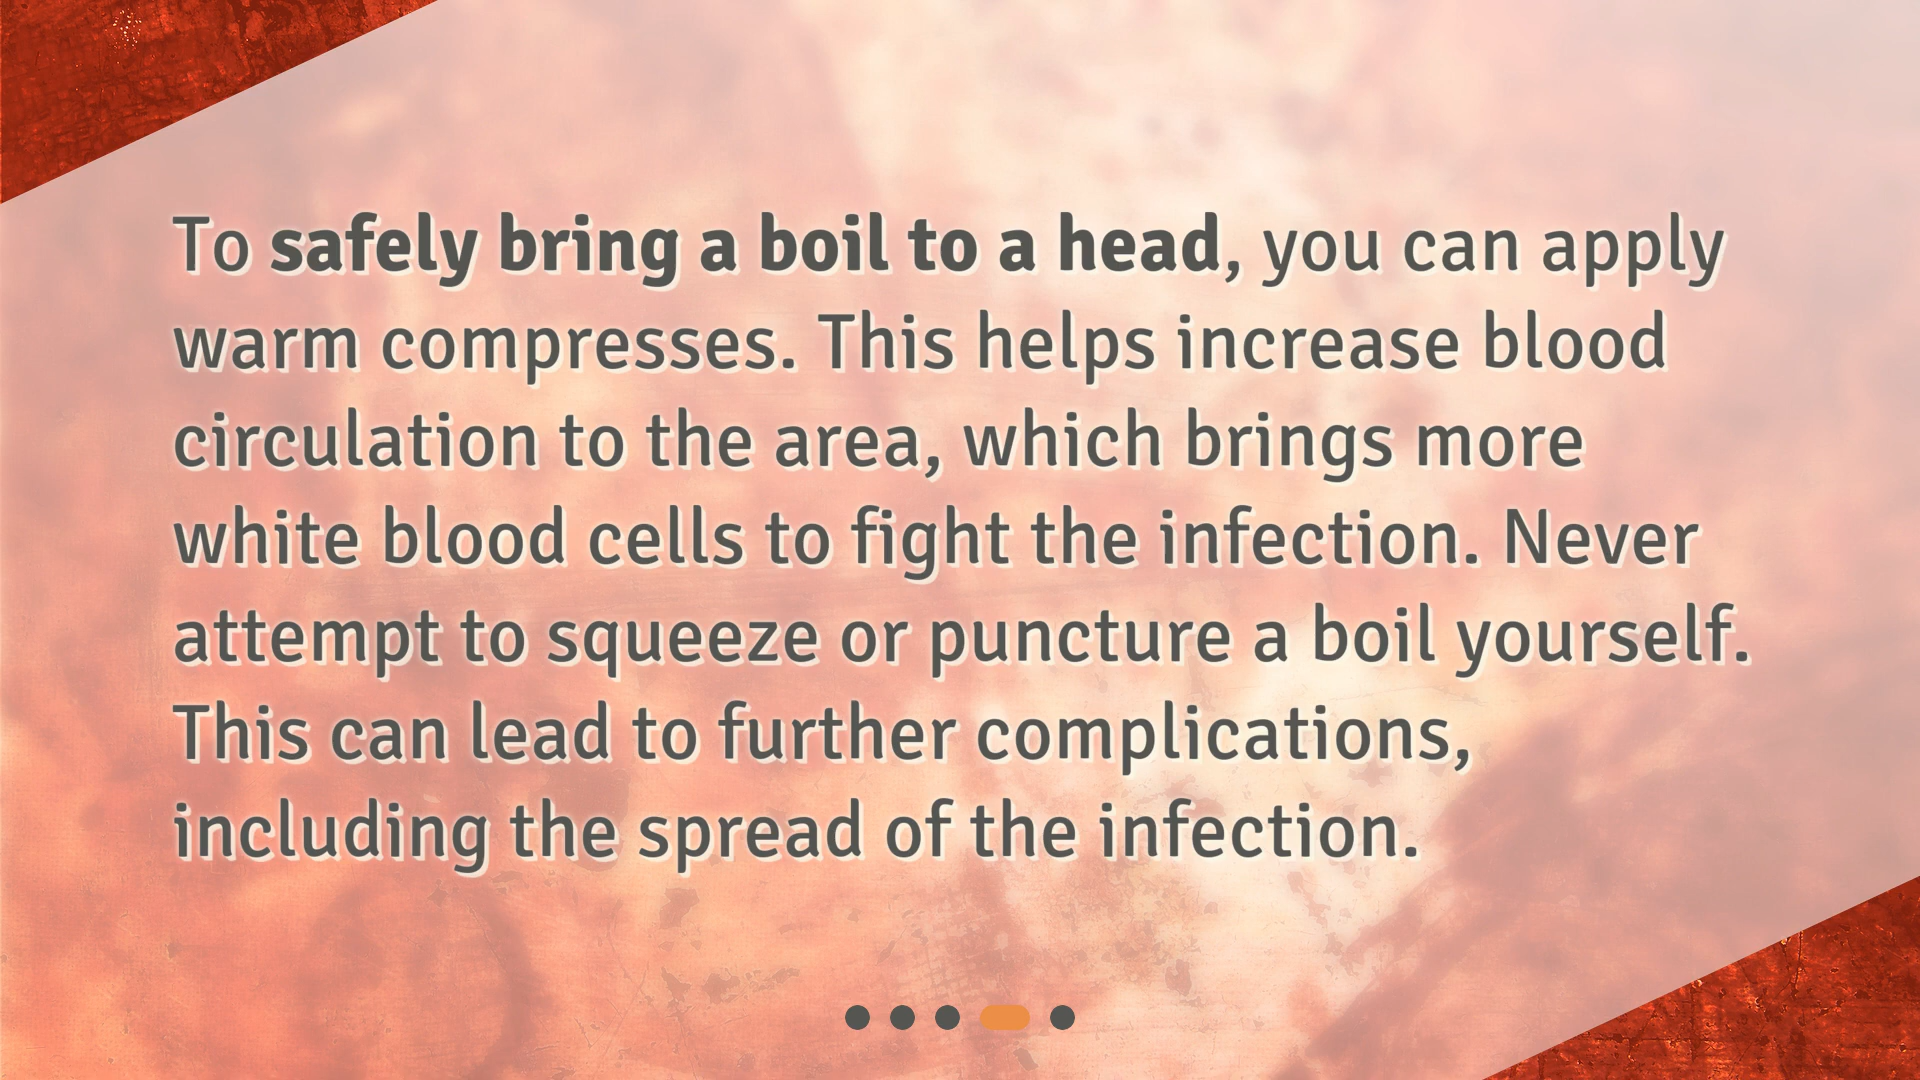 To safely bring a boil to a head, you can apply
warm compresses. This helps increase blood
circulation to the area, which brings more
white blood cells to fight the infection. Never
attempt to squeeze or puncture a boil yourself.
This can lead to further complications,
including the spread of the infection.